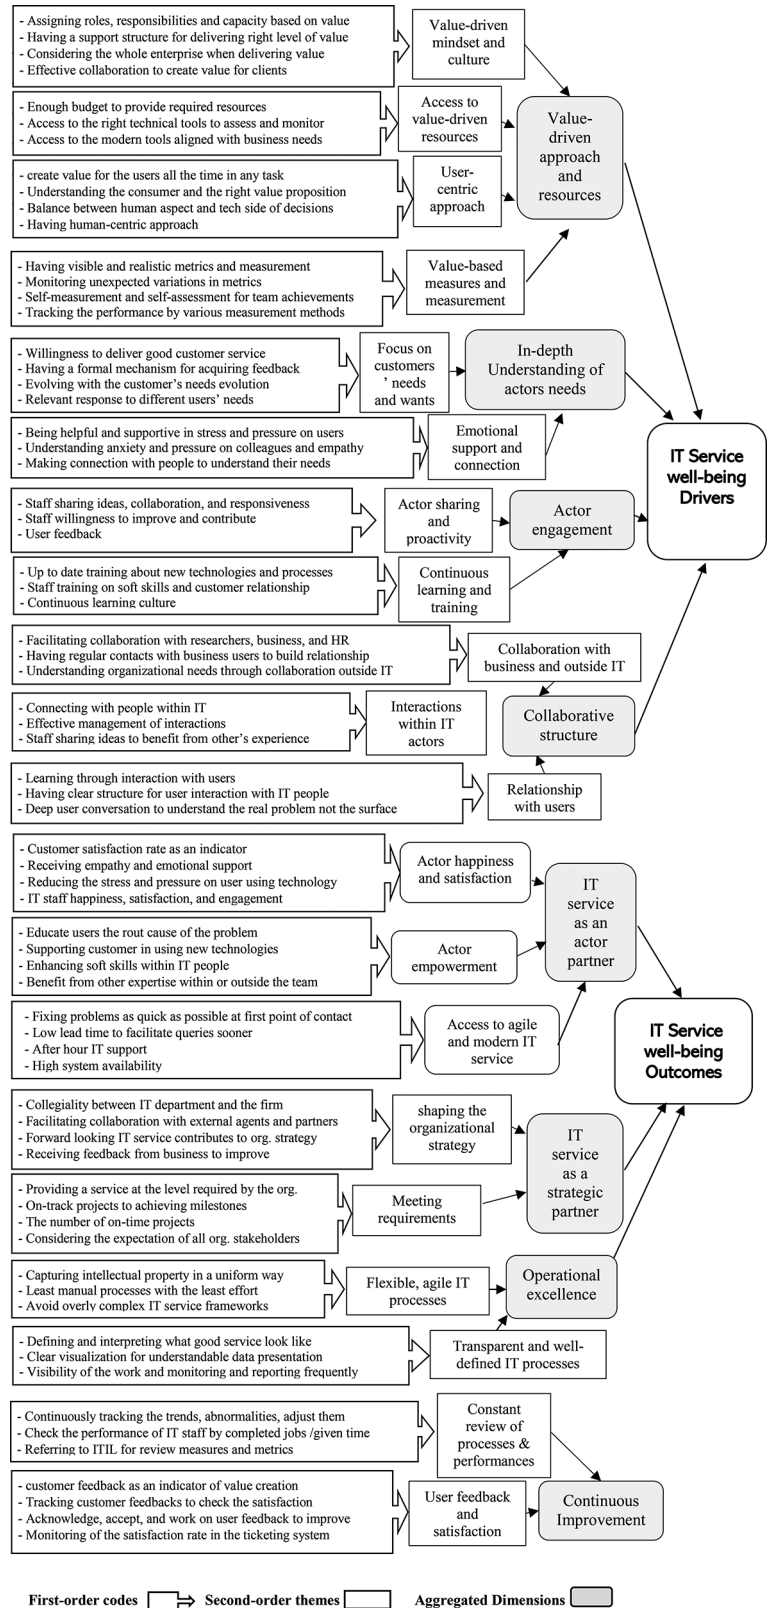 - Assigning roles, responsibilities and capacity based on value
- Having a support structure for delivering right level of value
- Considering the whole enterprise when delivering value
- Effective collaboration to create value for clients
Value-driven
mindset and
culture
- Enough budget to provide required resources
- Access to the right technical tools to assess and monitor
- Access to the modern tools aligned with business needs
Access to
value-driven
resources
Value-
driven
approach
and
resources
- create value for the users all the time in any task
- Understanding the consumer and the right value proposition
- Balance between human aspect and tech side of decisions
- Having human-centric approach
User-
centric
approach
- Having visible and realistic metrics and measurement
- Monitoring unexpected variations in metrics
- Self-measurement and self-assessment for team achievements
- Tracking the performance by various measurement methods
Value-based
measures and
measurement
- Willingness to deliver good customer service
- Having a formal mechanism for acquiring feedback
- Evolving with the customer's needs evolution
- Relevant response to different users' needs
Focus on
customers
' needs
and wants
In-depth
Understanding of
actors needs
- Being helpful and supportive in stress and pressure on users
- Understanding anxiety and pressure on colleagues and empathy
- Making connection with people to understand their needs
Emotional
support and
connection
IT Service
well-being
Drivers
- Staff sharing ideas, collaboration, and responsiveness
- Staff willingness to improve and contribute
- User feedback
Actor sharing
and
proactivity
Actor
engagement
- Up to date training about new technologies and processes
- Staff training on soft skills and customer relationship
- Continuous learning culture
Continuous
learning and
training
- Facilitating collaboration with researchers, business, and HR
- Having regular contacts with business users to build relationship
- Understanding organizational needs through collaboration outside IT
Collaboration with
business and outside IT
- Connecting with people within IT
- Effective management of interactions
- Staff sharing ideas to benefit from other's experience
Interactions
within IT
actors
Collaborative
structure
- Learning through interaction with users
- Having clear structure for user interaction with IT people
- Deep user conversation to understand the real problem not the surface
Relationship
with users
- Customer satisfaction rate as an indicator
- Receiving empathy and emotional support
- Reducing the stress and pressure on user using technology
- IT staff happiness, satisfaction, and engagement
Actor happiness
and satisfaction
IT
service
as an
actor
partner
- Educate users the rout cause of the problem
- Supporting customer in using new technologies
- Enhancing soft skills within IT people
- Benefit from other expertise within or outside the team
Actor
empowerment
- Fixing problems as quick as possible at first point of contact
- Low lead time to facilitate queries sooner
- After hour IT support
- High system availability
Access to agile
and modern IT
service
IT Service
well-being
Outcomes
- Collegiality between IT department and the firm
- Facilitating collaboration with external agents and partners
- Forward looking IT service contributes to org. strategy
- Receiving feedback from business to improve
shaping the
organizational
strategy
IT
service
as a
strategic
partner
- Providing a service at the level required by the org.
- On-track projects to achieving milestones
- The number of on-time projects
- Considering the expectation of all org. stakeholders
Meeting
requirements
- Capturing intellectual property in a uniform way
- Least manual processes with the least effort
- Avoid overly complex IT service frameworks
Flexible, agile IT
processes
Operational
excellence
- Defining and interpreting what good service look like
- Clear visualization for understandable data presentation
- Visibility of the work and monitoring and reporting frequently
Transparent and well-
defined IT processes
- Continuously tracking the trends, abnormalities, adjust them
- Check the performance of IT staff by completed jobs /given time
- Referring to ITIL for review measures and metrics
Constant
review of
processes &
performances
- customer feedback as an indicator of value creation
- Tracking customer feedbacks to check the satisfaction
- Acknowledge, accept, and work on user feedback to improve
- Monitoring of the satisfaction rate in the ticketing system
User feedback
and
satisfaction
Continuous
Improvement
First-order codes
Second-order themes
Aggregated Dimensions